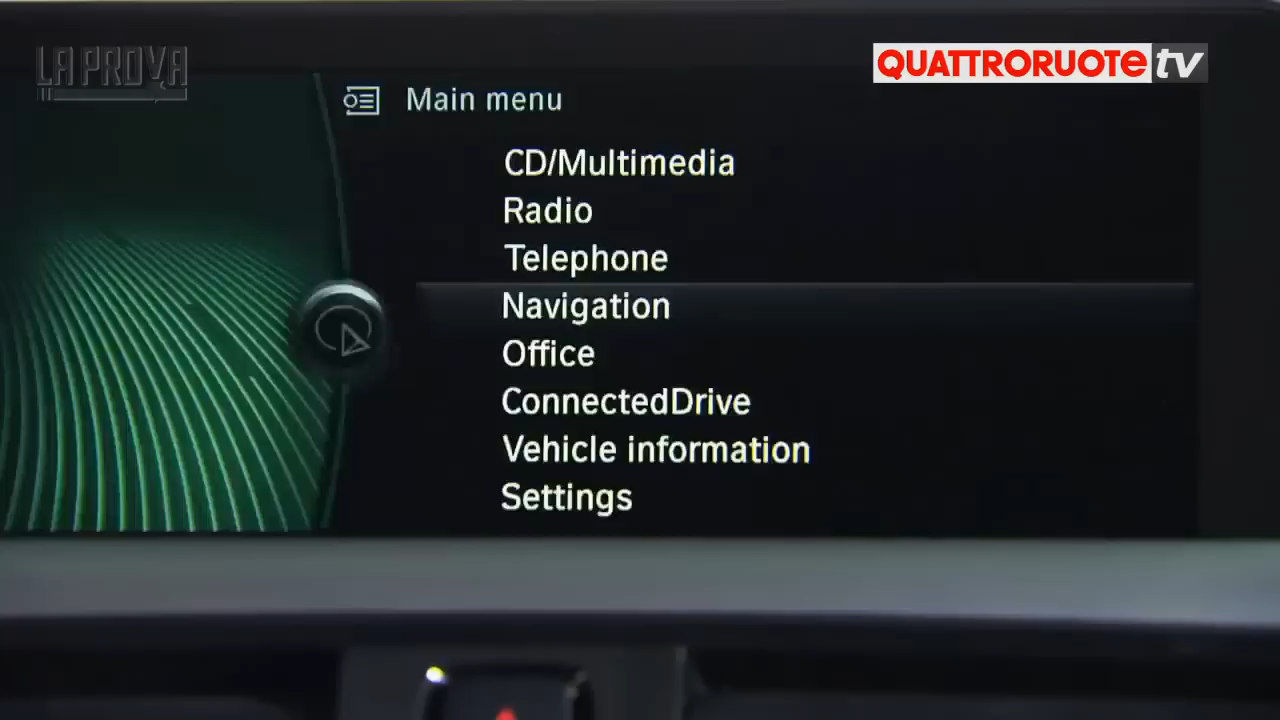 LA PROVA
QUATTRORUOTE tv
Main menu
CD/Multimedia
Radio
Telephone
Navigation
Office
ConnectedDrive
Vehicle information
Settings